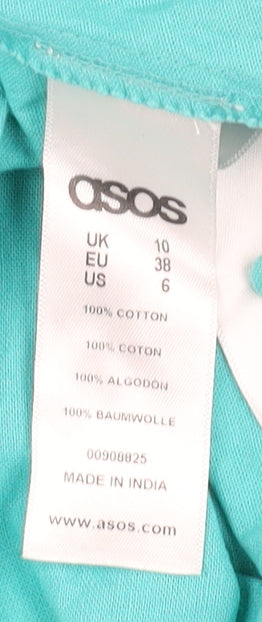 asos
UK 10
EU 38
US 6
100% COTTON
100% COTON
100% ALGODÓN
100% BAUMWOLLE
00908825
MADE IN INDIA
www.asos.com